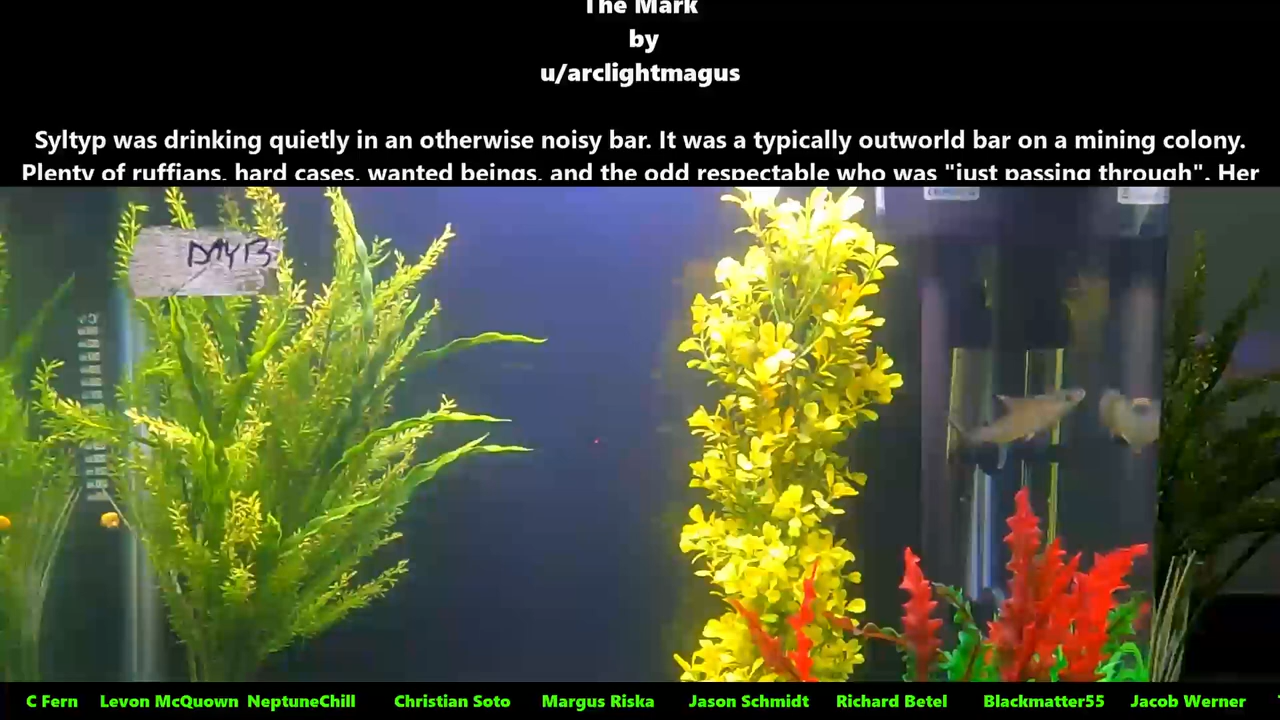 The Mark
by
u/arclightmagus
Syltyp was drinking quietly in an otherwise noisy bar. It was a typically outworld bar on a mining colony.
Plenty of ruffians, hard cases, wanted beings, and the odd respectable who was "just passing through". Her
DAY 13
C Fern Levon McQuown NeptuneChill Christian Soto Margus Riska Jason Schmidt Richard Betel Blackmatter55 Jacob Werner